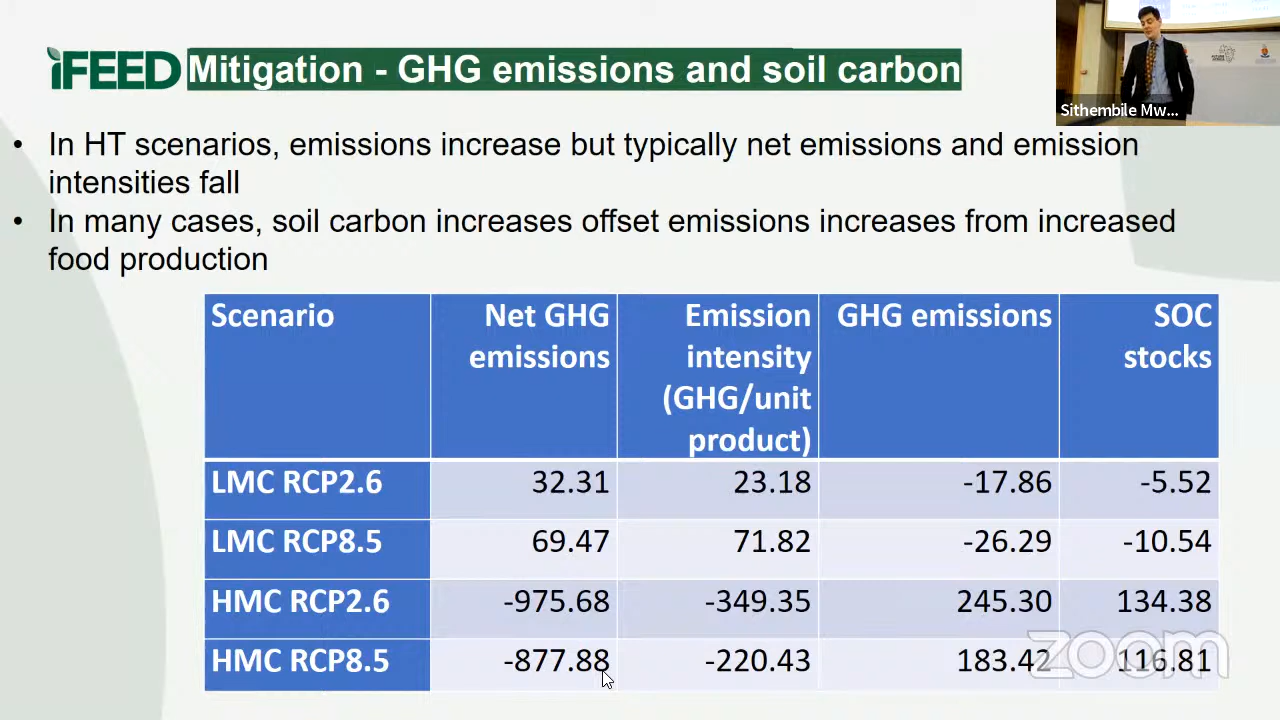 iFEED Mitigation - GHG emissions and soil carbon
Sithembile Mw...
• In HT scenarios, emissions increase but typically net emissions and emission
intensities fall
• In many cases, soil carbon increases offset emissions increases from increased
food production
Scenario Net GHG emissions Emission intensity (GHG/unit product) GHG emissions SOC stocks
LMC RCP2.6 32.31 23.18 -17.86 -5.52
LMC RCP8.5 69.47 71.82 -26.29 -10.54
HMC RCP2.6 -975.68 -349.35 245.30 134.38
HMC RCP8.5 -877.88 -220.43 183.42 116.81
zoom